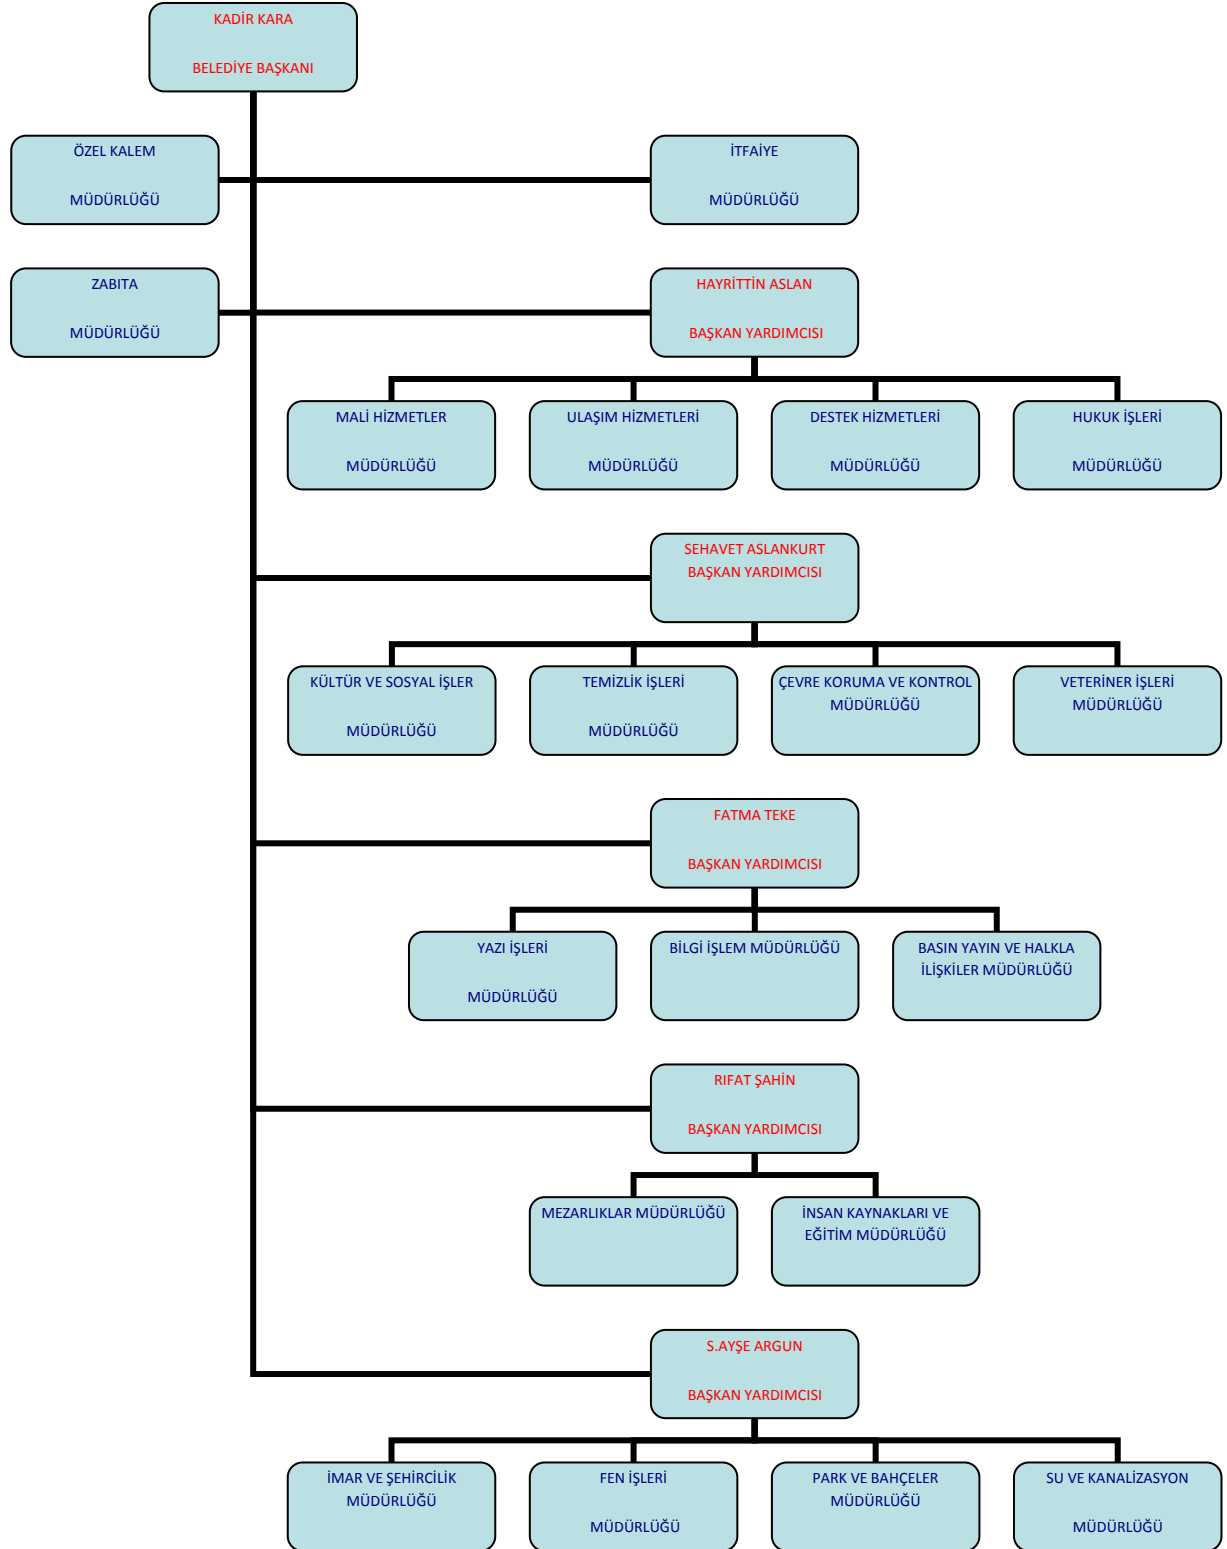 KADİR KARA
BELEDİYE BAŞKANI
ÖZEL KALEM
MÜDÜRLÜĞÜ
İTFAİYE
MÜDÜRLÜĞÜ
ZABITA
MÜDÜRLÜĞÜ
HAYRİTTİN ASLAN
BAŞKAN YARDIMCISI
MALİ HİZMETLER
MÜDÜRLÜĞÜ
ULAŞIM HİZMETLERİ
MÜDÜRLÜĞÜ
DESTEK HİZMETLERİ
MÜDÜRLÜĞÜ
HUKUK İŞLERİ
MÜDÜRLÜĞÜ
SEHAVET ASLANKURT
BAŞKAN YARDIMCISI
KÜLTÜR VE SOSYAL İŞLER
MÜDÜRLÜĞÜ
TEMİZLİK İŞLERİ
MÜDÜRLÜĞÜ
ÇEVRE KORUMA VE KONTROL
MÜDÜRLÜĞÜ
VETERİNER İŞLERİ
MÜDÜRLÜĞÜ
FATMA TEKE
BAŞKAN YARDIMCISI
YAZI İŞLERİ
MÜDÜRLÜĞÜ
BİLGİ İŞLEM MÜDÜRLÜĞÜ
BASIN YAYIN VE HALKLA
İLİŞKİLER MÜDÜRLÜĞÜ
RIFAT ŞAHİN
BAŞKAN YARDIMCISI
MEZARLIKLAR MÜDÜRLÜĞÜ
İNSAN KAYNAKLARI VE
EĞİTİM MÜDÜRLÜĞÜ
S.AYŞE ARGUN
BAŞKAN YARDIMCISI
İMAR VE ŞEHİRCİLİK
MÜDÜRLÜĞÜ
FEN İŞLERİ
MÜDÜRLÜĞÜ
PARK VE BAHÇELER
MÜDÜRLÜĞÜ
SU VE KANALİZASYON
MÜDÜRLÜĞÜ